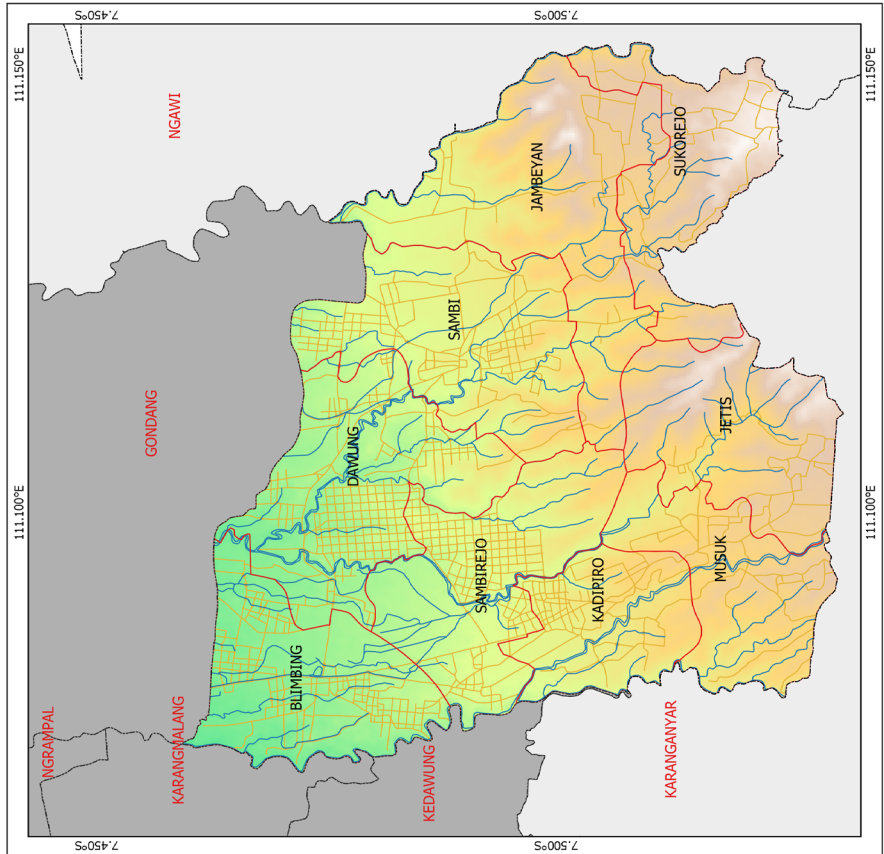 111.100°E
111.150°E
NGRAMPAL
7.450°S
7.450°S
GONDANG
NGAWI
KARANGMALANG
BLIMBING
DAWUNG
KEDAWUNG
SAMBI
SAMBIREJO
JAMBEYAN
7.500°S
7.500°S
KADIRIRO
KARANGANYAR
SUKOREJO
MUSUK
JETIS
111.100°E
111.150°E